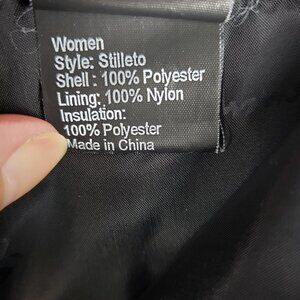 Women
Style: Stilleto
Shell : 100% Polyester
Lining: 100% Nylon
Insulation:
100% Polyester
Made in China